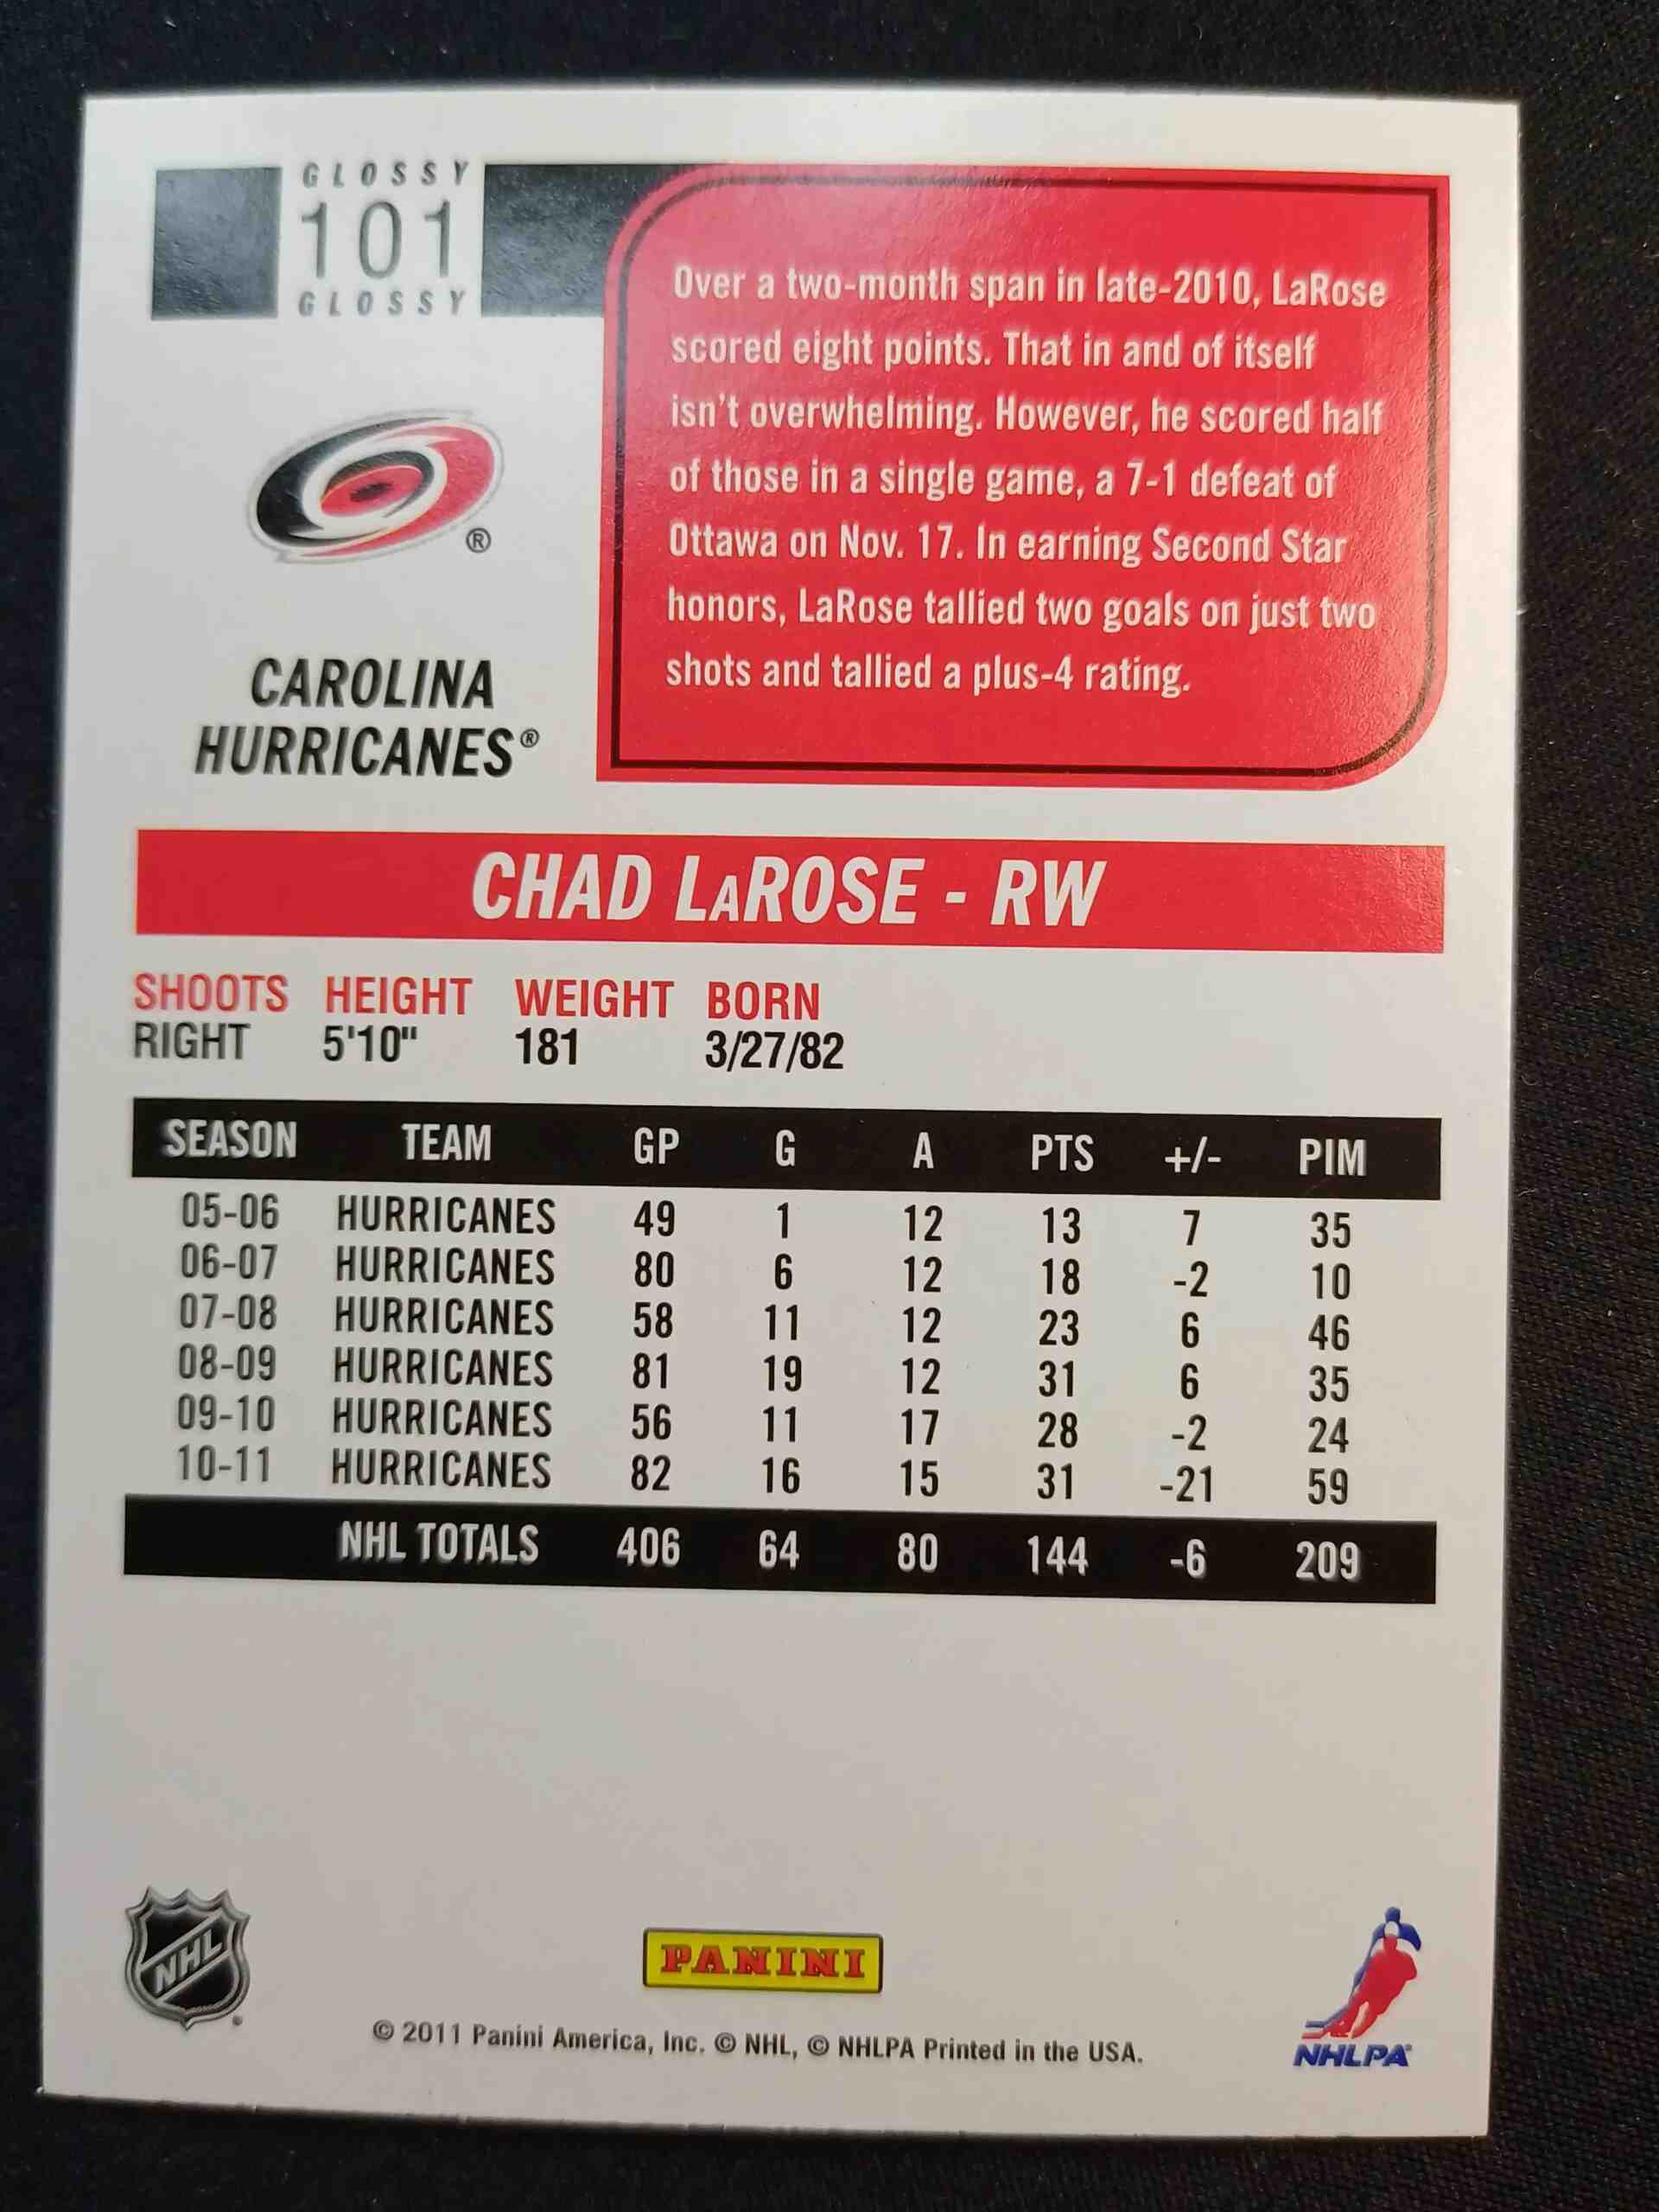 GLOSSY
101
GLOSSY
Over a two-month span in late-2010, LaRose
scored eight points. That in and of itself
isn't overwhelming. However, he scored half
of those in a single game, a 7-1 defeat of
Ottawa on Nov. 17. In earning Second Star
honors, LaRose tallied two goals on just two
shots and tallied a plus-4 rating.
®
CAROLINA
HURRICANES®
CHAD LAROSE - RW
SHOOTS HEIGHT WEIGHT BORN
RIGHT 5'10" 181 3/27/82
SEASON TEAM GP G A PTS +/- PIM
05-06 HURRICANES 49 1 12 13 7 35
06-07 HURRICANES 80 6 12 18 -2 10
07-08 HURRICANES 58 11 12 23 6 46
08-09 HURRICANES 81 19 12 31 6 35
09-10 HURRICANES 56 11 17 28 -2 24
10-11 HURRICANES 82 16 15 31 -21 59
NHL TOTALS 406 64 80 144 -6 209
NHL
PANINI
© 2011 Panini America, Inc. © NHL, © NHLPA Printed in the USA.
NHLPA